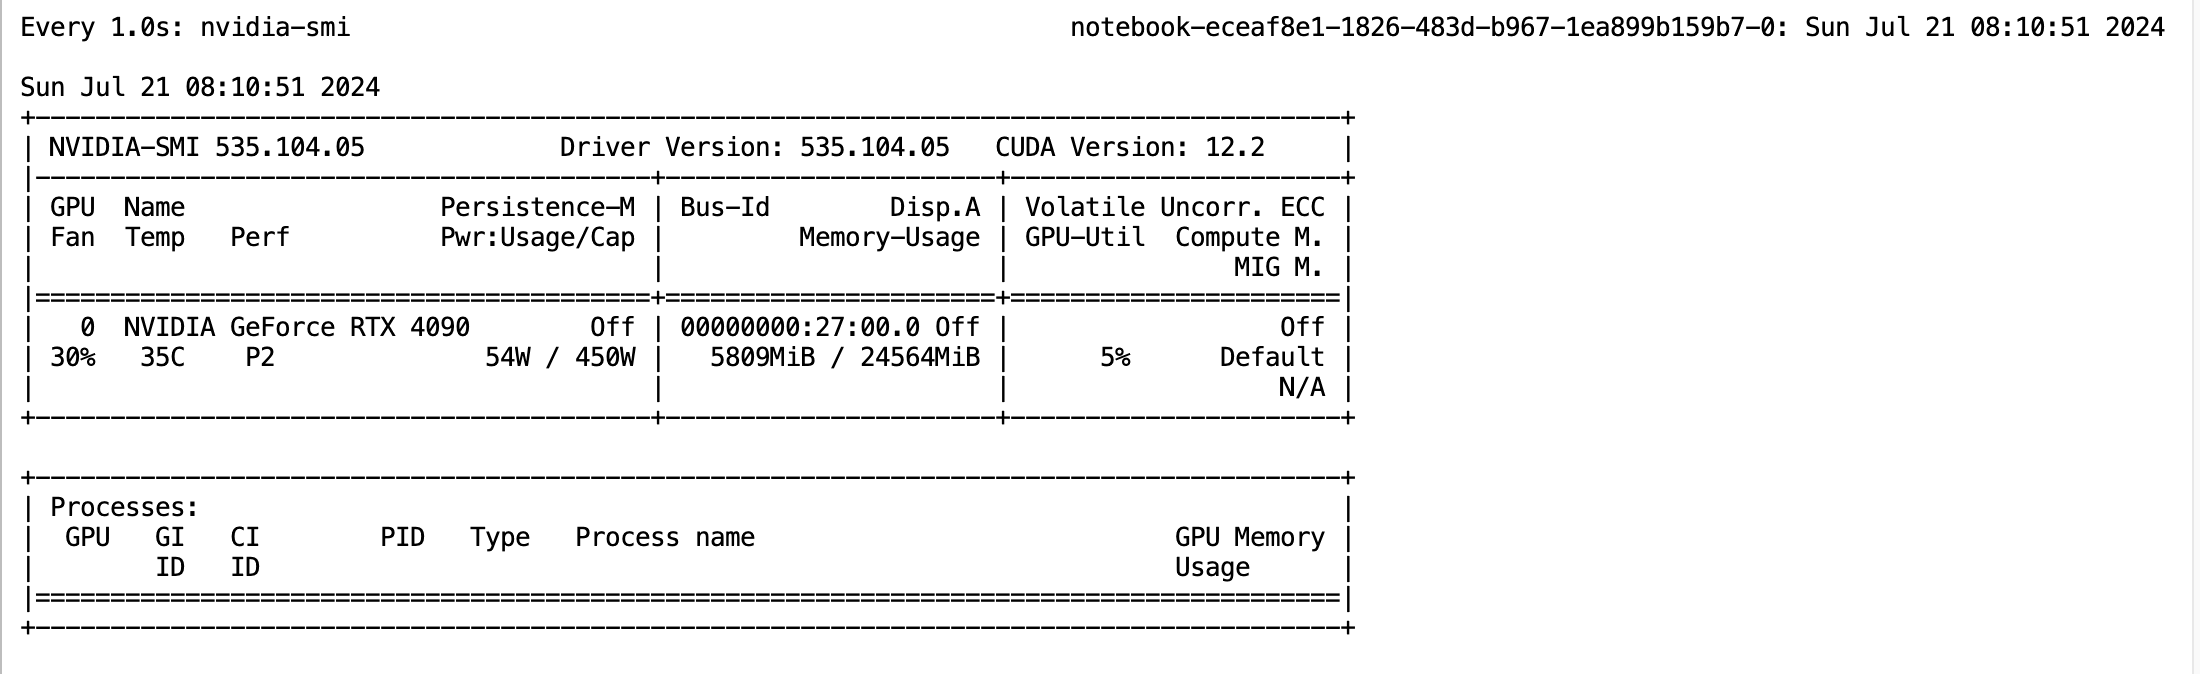 Every 1.0s: nvidia-smi                                                notebook-eceaf8e1-1826-483d-b967-1ea899b159b7-0: Sun Jul 21 08:10:51 2024
Sun Jul 21 08:10:51 2024
+---------------------------------------------------------------------------------------+
| NVIDIA-SMI 535.104.05             Driver Version: 535.104.05   CUDA Version: 12.2     |
|-----------------------------------------+----------------------+----------------------+
| GPU  Name                 Persistence-M | Bus-Id        Disp.A | Volatile Uncorr. ECC |
| Fan  Temp   Perf          Pwr:Usage/Cap |         Memory-Usage | GPU-Util  Compute M. |
|                                         |                      |               MIG M. |
|=========================================+======================+======================|
|   0  NVIDIA GeForce RTX 4090        Off | 00000000:27:00.0 Off |                  Off |
| 30%   35C    P2              54W / 450W |   5809MiB / 24564MiB |      5%      Default |
|                                         |                      |                  N/A |
+-----------------------------------------+----------------------+----------------------+
+---------------------------------------------------------------------------------------+
| Processes:                                                                            |
|  GPU   GI   CI        PID   Type   Process name                            GPU Memory |
|        ID   ID                                                             Usage      |
|=======================================================================================|
+---------------------------------------------------------------------------------------+